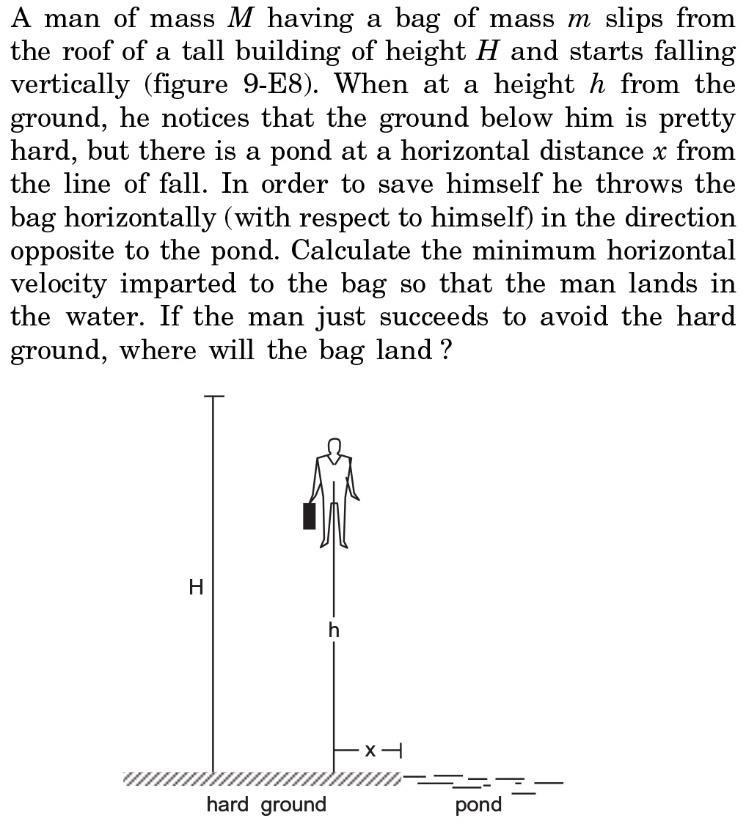 A man of mass M having a bag of mass m slips from
the roof of a tall building of height H and starts falling
vertically (figure 9-E8). When at a height h from the
ground, he notices that the ground below him is pretty
hard, but there is a pond at a horizontal distance x from
the line of fall. In order to save himself he throws the
bag horizontally (with respect to himself) in the direction
opposite to the pond. Calculate the minimum horizontal
velocity imparted to the bag so that the man lands in
the water. If the man just succeeds to avoid the hard
ground, where will the bag land ?
H
h
x
hard ground
pond